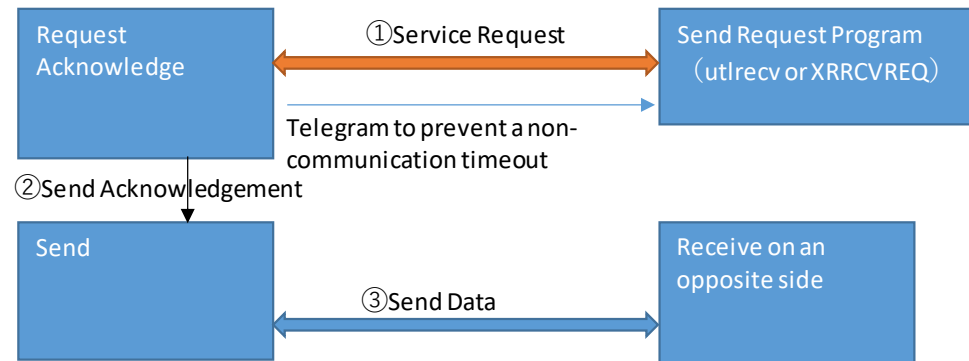 Request
Acknowledge
①Service Request
Send Request Program
（utlrecv or XRRCVREQ）
Telegram to prevent a non-
communication timeout
②Send Acknowledgement
Send
③Send Data
Receive on an
opposite side